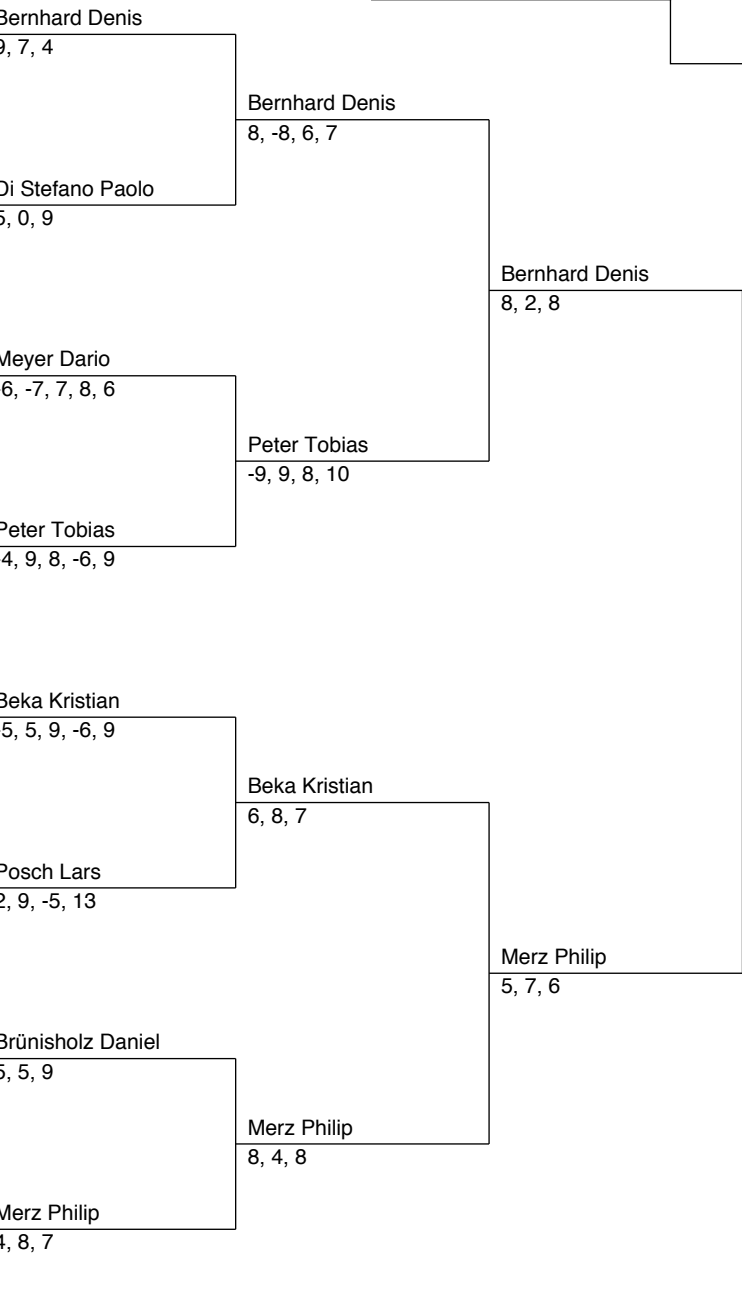 Bernhard Denis
9, 7, 4
Bernhard Denis
8, -8, 6, 7
Di Stefano Paolo
5, 0, 9
Bernhard Denis
8, 2, 8
Meyer Dario
-6, -7, 7, 8, 6
Peter Tobias
-9, 9, 8, 10
Peter Tobias
-4, 9, 8, -6, 9
Beka Kristian
-5, 5, 9, -6, 9
Beka Kristian
6, 8, 7
Posch Lars
2, 9, -5, 13
Merz Philip
5, 7, 6
Brünisholz Daniel
5, 5, 9
Merz Philip
8, 4, 8
Merz Philip
4, 8, 7